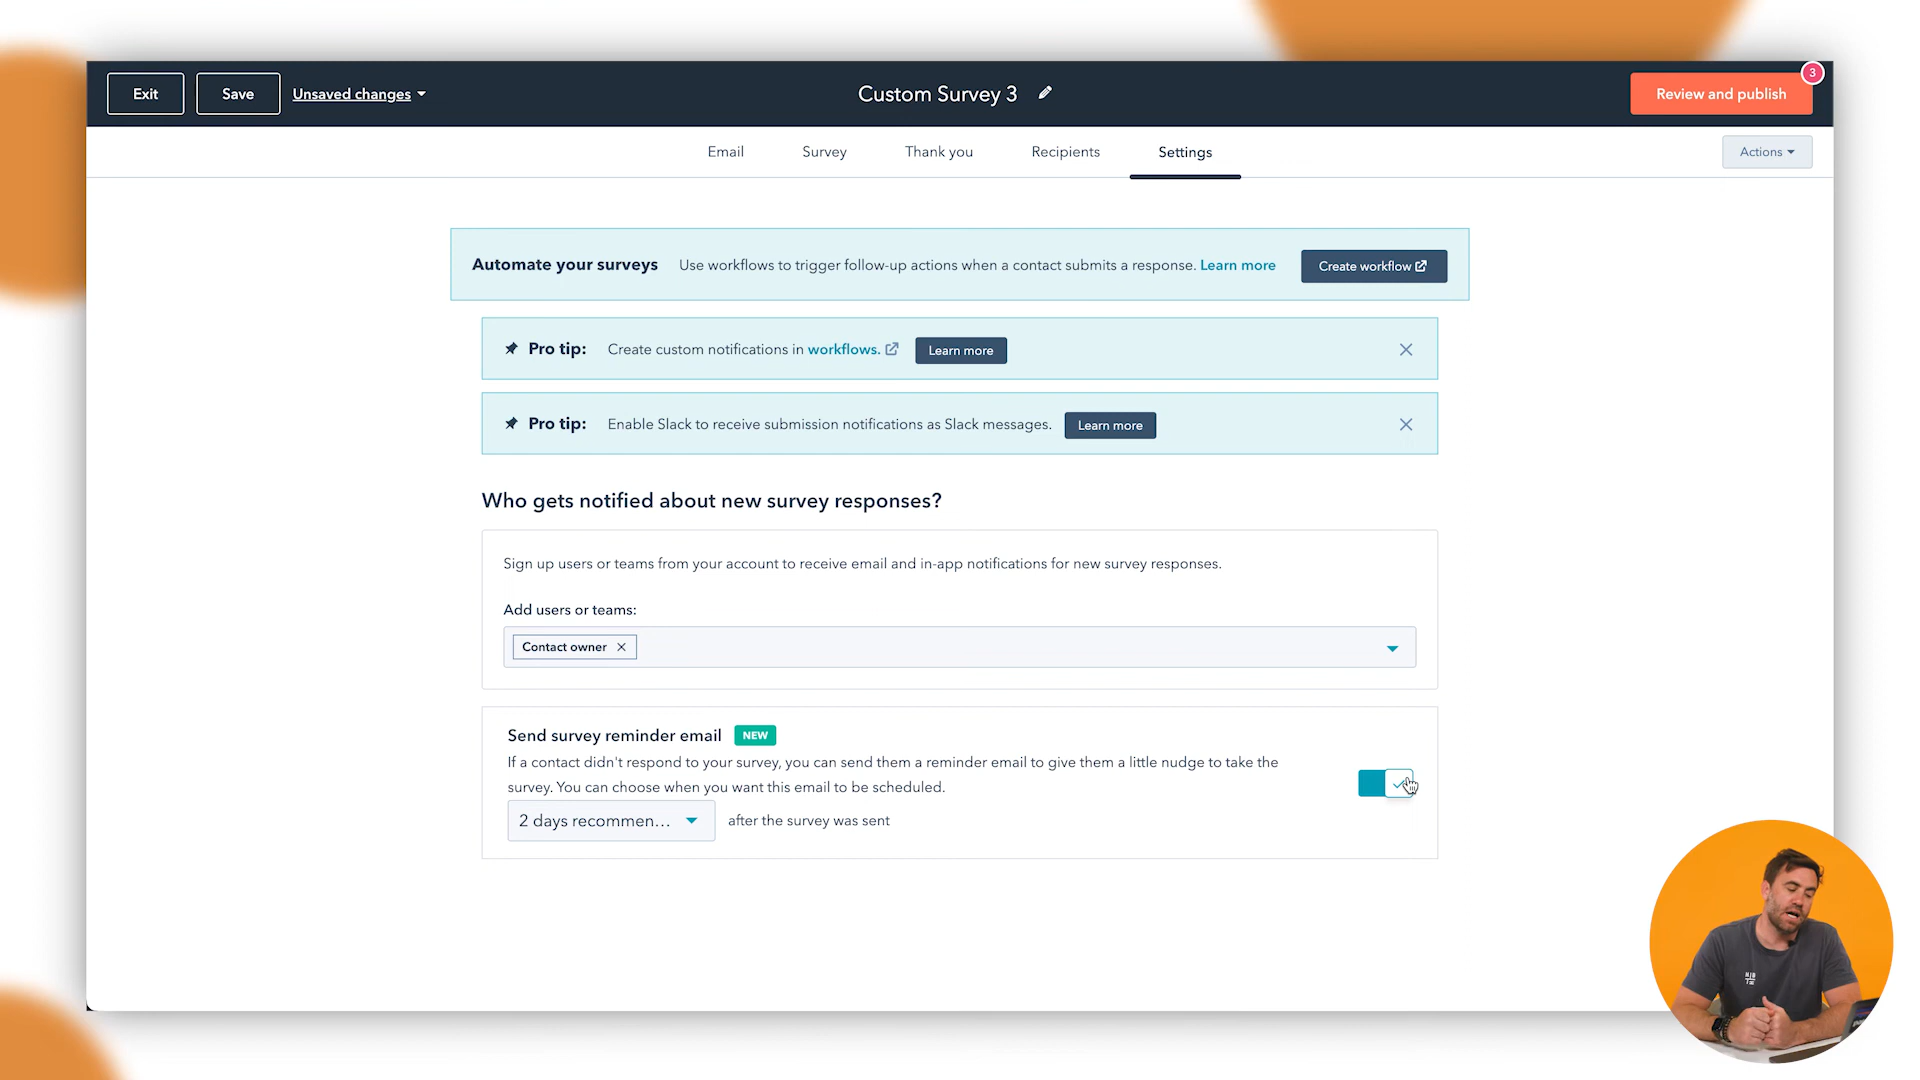 Exit
Save
Unsaved changes
Custom Survey 3
Review and publish
3
Email
Survey
Thank you
Recipients
Settings
Actions
Automate your surveys
Use workflows to trigger follow-up actions when a contact submits a response. Learn more
Create workflow
Pro tip:
Create custom notifications in workflows.
Learn more
Pro tip:
Enable Slack to receive submission notifications as Slack messages.
Learn more
Who gets notified about new survey responses?
Sign up users or teams from your account to receive email and in-app notifications for new survey responses.
Add users or teams:
Contact owner
Send survey reminder email
NEW
If a contact didn't respond to your survey, you can send them a reminder email to give them a little nudge to take the
survey. You can choose when you want this email to be scheduled.
2 days recommen...
after the survey was sent